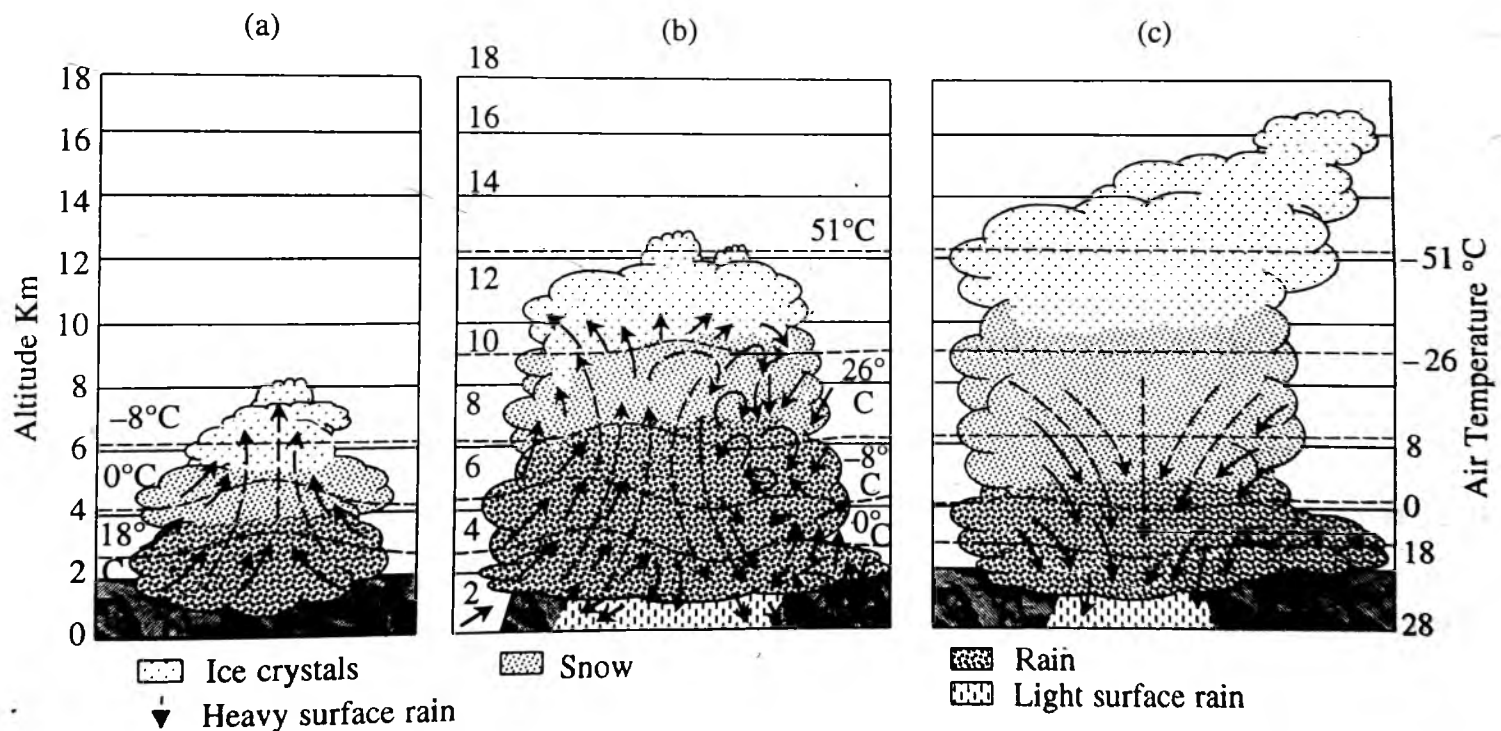 (a)
(b)
(c)
Altitude Km
18
16
14
12
10
8
6
4
2
0
–8°C
0°C
18°
C
18
16
14
12
10
8
6
4
2
51°C
26°
C
–8°
C
0°
C
–51
–26
8
0
18
28
Air Temperature °C
Ice crystals
Heavy surface rain
Snow
Rain
Light surface rain